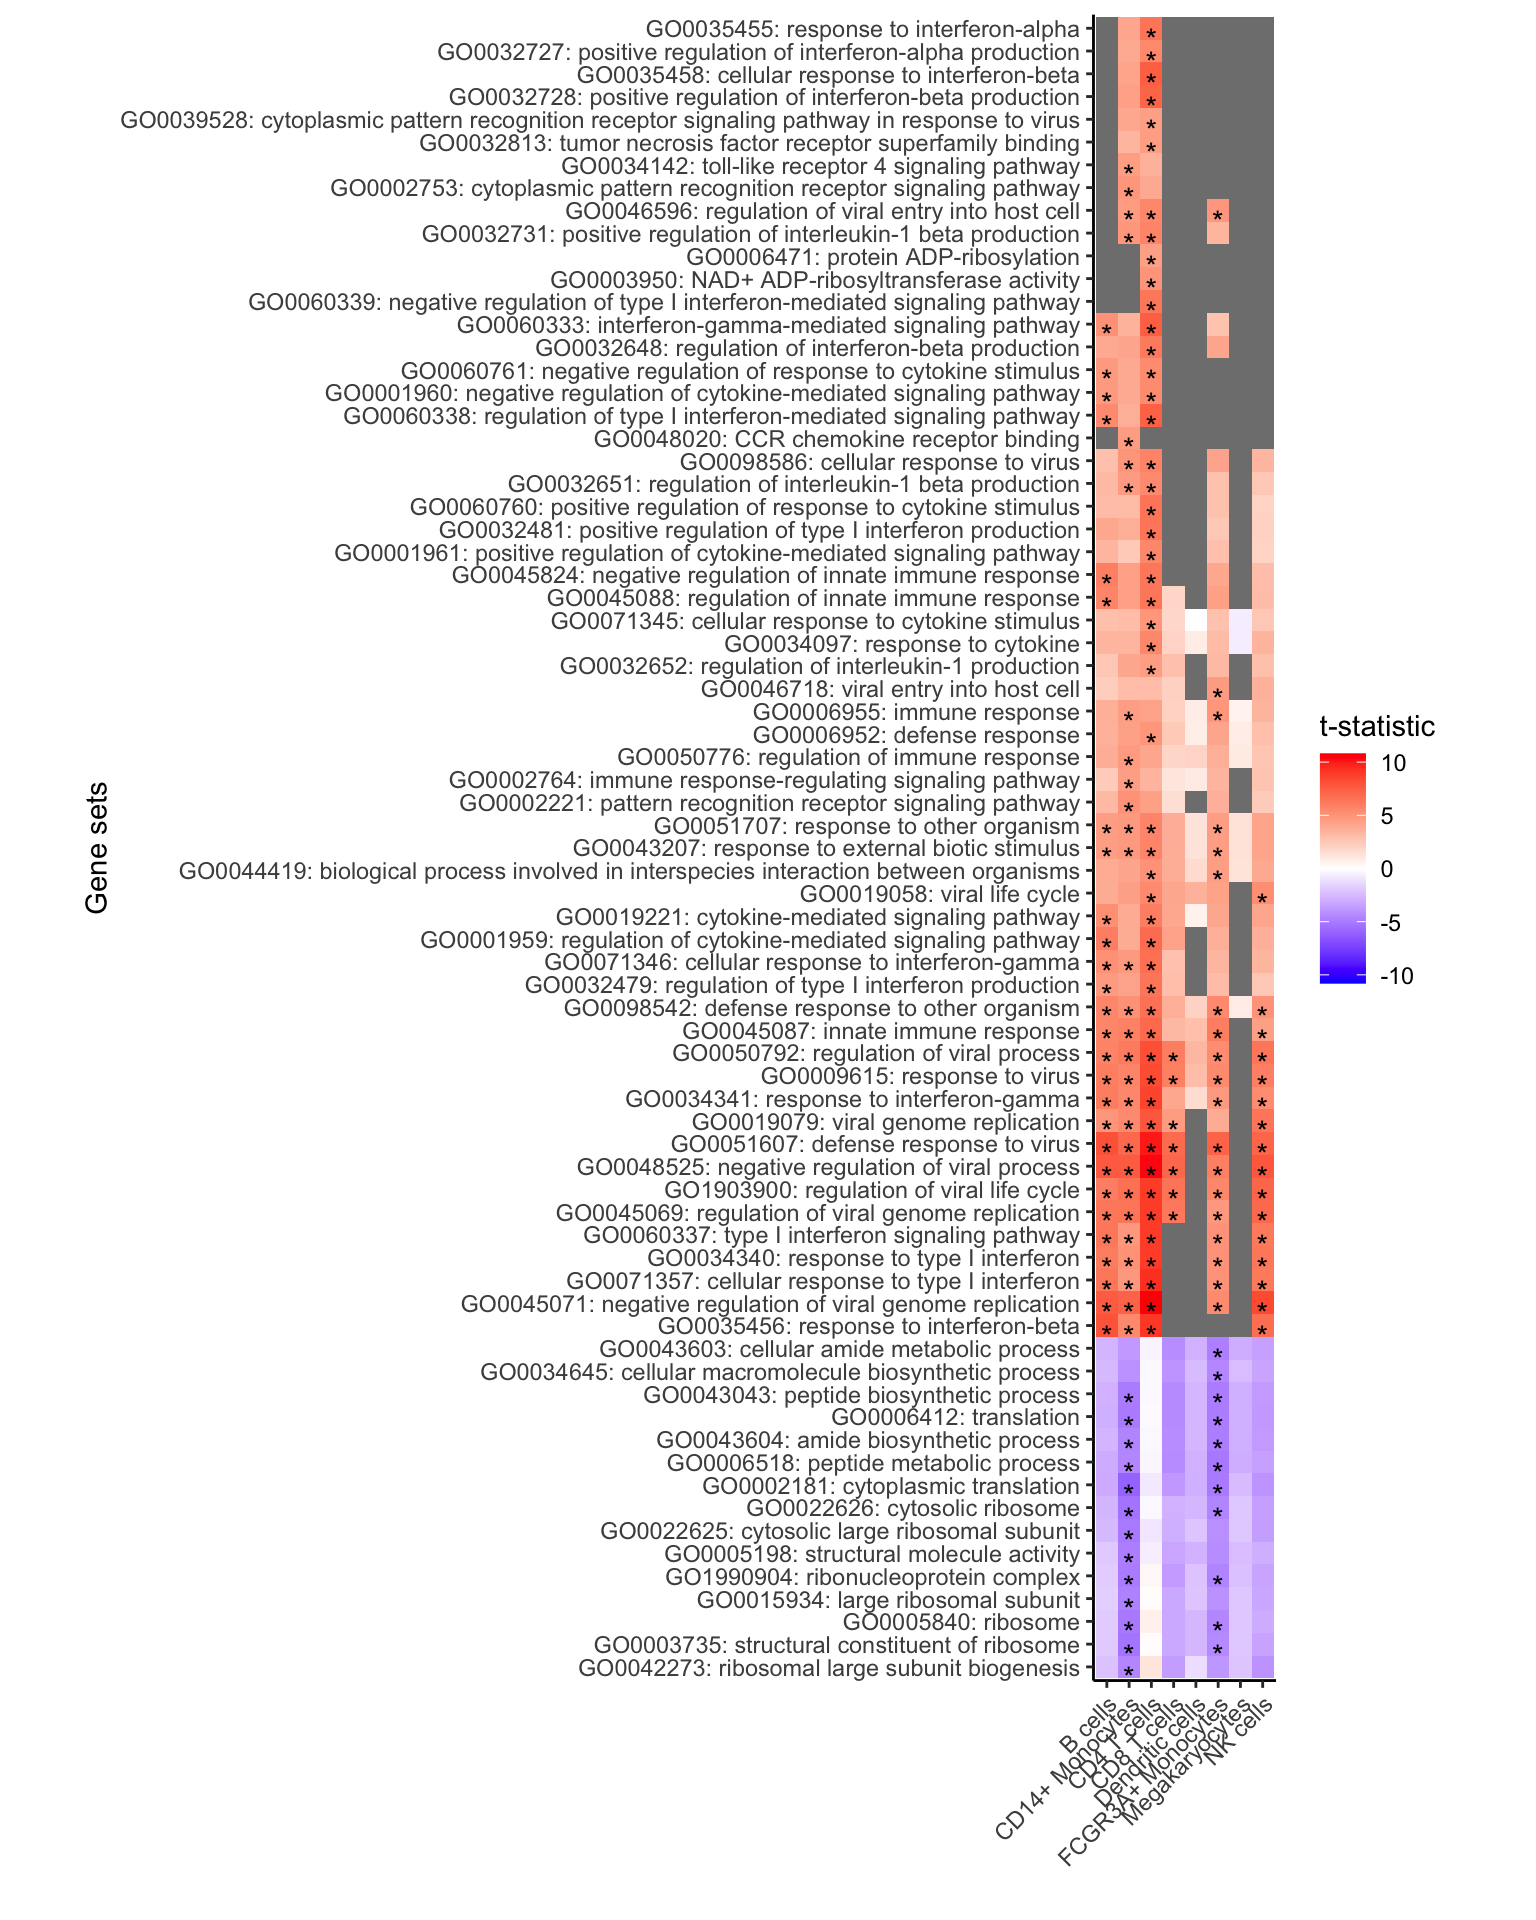 GO0035455: response to interferon-alpha
GO0032727: positive regulation of interferon-alpha production
GO0035458: cellular response to interferon-beta
GO0032728: positive regulation of interferon-beta production
GO0039528: cytoplasmic pattern recognition receptor signaling pathway in response to virus
GO0032813: tumor necrosis factor receptor superfamily binding
GO0034142: toll-like receptor 4 signaling pathway
GO0002753: cytoplasmic pattern recognition receptor signaling pathway
GO0046596: regulation of viral entry into host cell
GO0032731: positive regulation of interleukin-1 beta production
GO0006471: protein ADP-ribosylation
GO0003950: NAD+ ADP-ribosyltransferase activity
GO0060339: negative regulation of type I interferon-mediated signaling pathway
GO0060333: interferon-gamma-mediated signaling pathway
GO0032648: regulation of interferon-beta production
GO0060761: negative regulation of response to cytokine stimulus
GO0001960: negative regulation of cytokine-mediated signaling pathway
GO0060338: regulation of type I interferon-mediated signaling pathway
GO0048020: CCR chemokine receptor binding
GO0098586: cellular response to virus
GO0032651: regulation of interleukin-1 beta production
GO0060760: positive regulation of response to cytokine stimulus
GO0032481: positive regulation of type I interferon production
GO0001961: positive regulation of cytokine-mediated signaling pathway
GO0045824: negative regulation of innate immune response
GO0045088: regulation of innate immune response
GO0071345: cellular response to cytokine stimulus
GO0034097: response to cytokine
GO0032652: regulation of interleukin-1 production
GO0046718: viral entry into host cell
GO0006955: immune response
GO0006952: defense response
GO0050776: regulation of immune response
GO0002764: immune response-regulating signaling pathway
GO0002221: pattern recognition receptor signaling pathway
GO0051707: response to other organism
GO0043207: response to external biotic stimulus
GO0044419: biological process involved in interspecies interaction between organisms
GO0019058: viral life cycle
GO0019221: cytokine-mediated signaling pathway
GO0001959: regulation of cytokine-mediated signaling pathway
GO0071346: cellular response to interferon-gamma
GO0032479: regulation of type I interferon production
GO0098542: defense response to other organism
GO0045087: innate immune response
GO0050792: regulation of viral process
GO0009615: response to virus
GO0034341: response to interferon-gamma
GO0019079: viral genome replication
GO0051607: defense response to virus
GO0048525: negative regulation of viral process
GO1903900: regulation of viral life cycle
GO0045069: regulation of viral genome replication
GO0060337: type I interferon signaling pathway
GO0034340: response to type I interferon
GO0071357: cellular response to type I interferon
GO0045071: negative regulation of viral genome replication
GO0035456: response to interferon-beta
GO0043603: cellular amide metabolic process
GO0034645: cellular macromolecule biosynthetic process
GO0043043: peptide biosynthetic process
GO0006412: translation
GO0043604: amide biosynthetic process
GO0006518: peptide metabolic process
GO0002181: cytoplasmic translation
GO0022626: cytosolic ribosome
GO0022625: cytosolic large ribosomal subunit
GO0005198: structural molecule activity
GO1990904: ribonucleoprotein complex
GO0015934: large ribosomal subunit
GO0005840: ribosome
GO0003735: structural constituent of ribosome
GO0042273: ribosomal large subunit biogenesis
Gene sets
B cells
CD14+ Monocytes
CD4 T cells
CD8 T cells
Dendritic cells
FCGR3A+ Monocytes
Megakaryocytes
NK cells
t-statistic
10
5
0
-5
-10